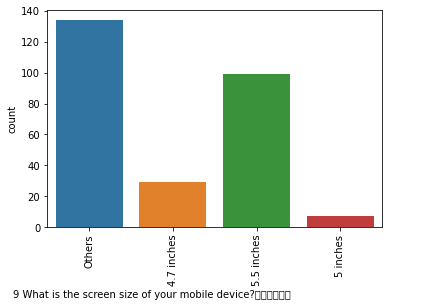 140
120
100
80
60
40
20
0
count
Others
4.7 inches
5.5 inches
5 inches
9 What is the screen size of your mobile device?